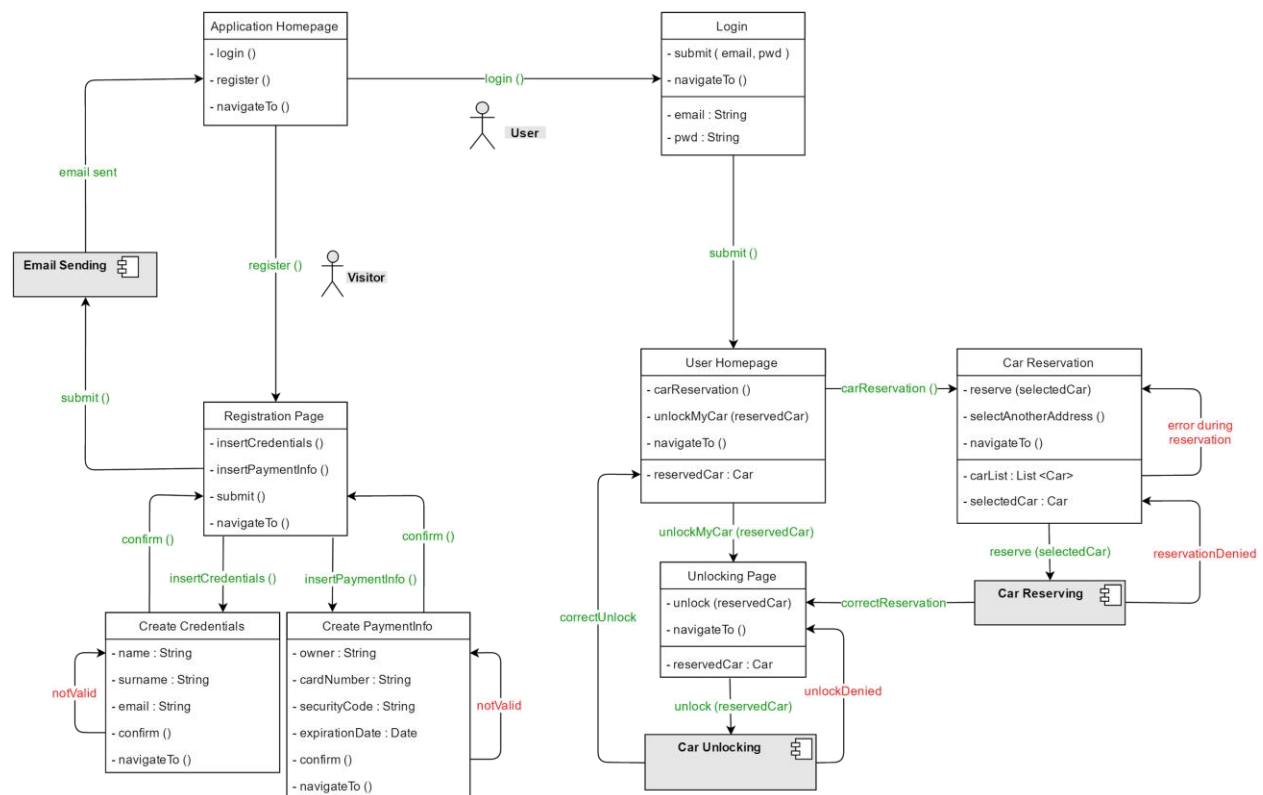 Application Homepage
- login ()
- register ()
- navigateTo ()
login ()
User
Login
- submit ( email, pwd )
- navigateTo ()
- email : String
- pwd : String
email sent
Email Sending
register ()
Visitor
submit ()
submit ()
Registration Page
- insertCredentials ()
- insertPaymentInfo ()
- submit ()
- navigateTo ()
confirm ()
confirm ()
insertCredentials ()
insertPaymentInfo ()
Create Credentials
- name : String
- surname : String
- email : String
- confirm ()
- navigateTo ()
notValid
Create PaymentInfo
- owner : String
- cardNumber : String
- securityCode : String
- expirationDate : Date
- confirm ()
- navigateTo ()
notValid
User Homepage
- carReservation ()
- unlockMyCar (reservedCar)
- navigateTo ()
- reservedCar : Car
carReservation ()
Car Reservation
- reserve (selectedCar)
- selectAnotherAddress ()
- navigateTo ()
- carList : List <Car>
- selectedCar : Car
error during
reservation
unlockMyCar (reservedCar)
reserve (selectedCar)
reservationDenied
Unlocking Page
- unlock (reservedCar)
- navigateTo ()
- reservedCar : Car
correctReservation
Car Reserving
correctUnlock
unlockDenied
unlock (reservedCar)
Car Unlocking